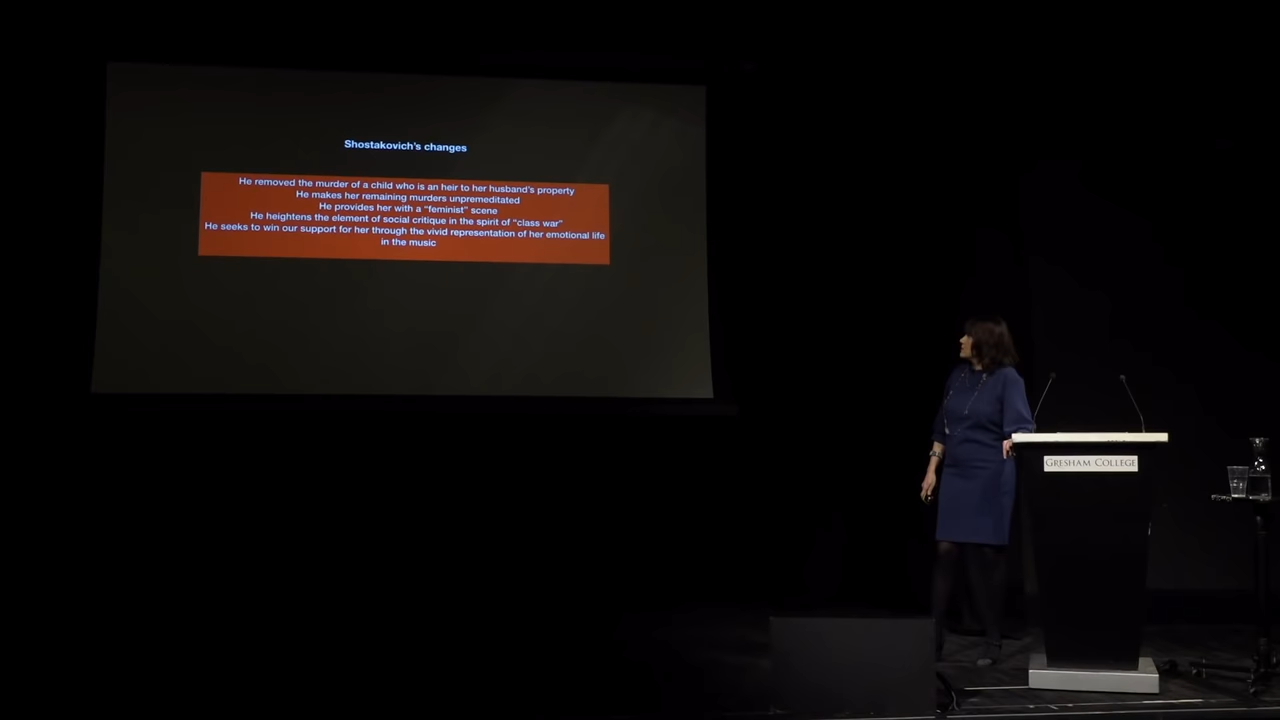 Shostakovich's changes
He removed the murder of a child who is an heir to her husband's property
He makes her remaining murders unpremeditated
He provides her with a “feminist” scene
He heightens the element of social critique in the spirit of “class war”
He seeks to win our support for her through the vivid representation of her emotional life
in the music
GRESHAM COLLEGE